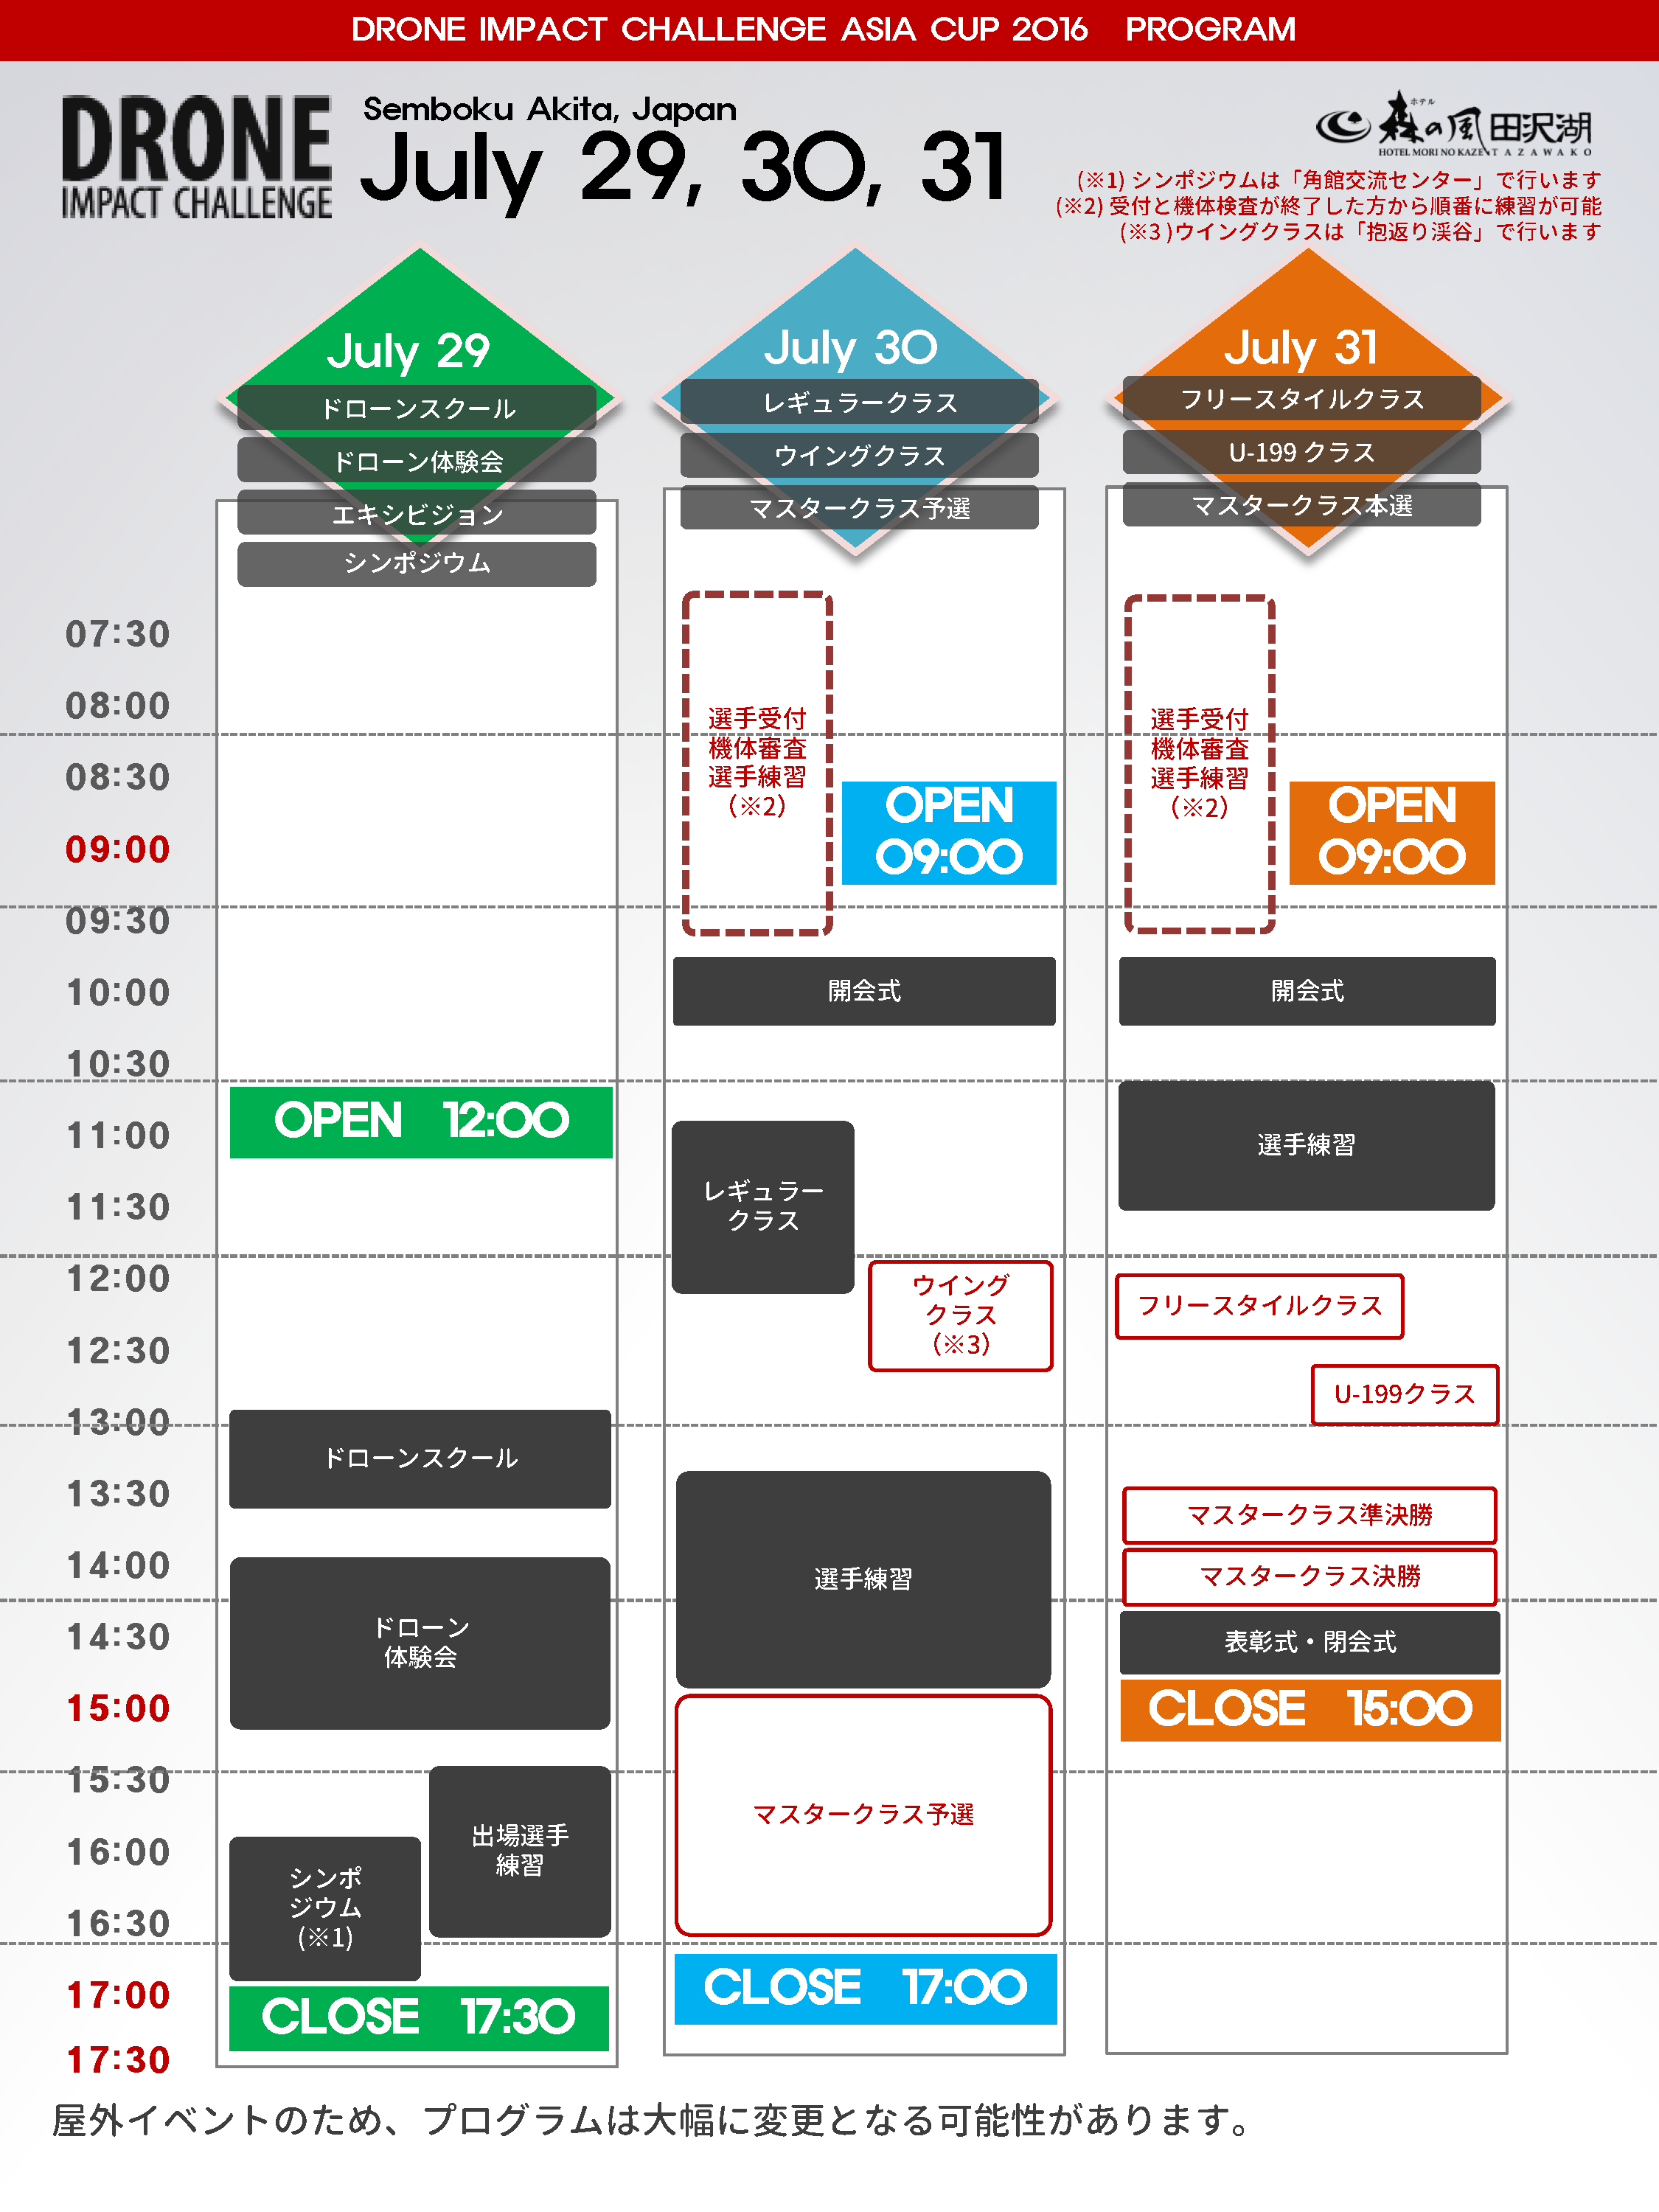 DRONE IMPACT CHALLENGE ASIA CUP 2016 PROGRAM
DRONE
IMPACT CHALLENGE
Semboku Akita, Japan
July 29, 30, 31
ホテル
森の風田沢湖
HOTEL MORI NO KAZE TAZAWAKO
(※1) シンポジウムは「角館交流センター」で行います
(※2) 受付と機体検査が終了した方から順番に練習が可能
(※3 )ウイングクラスは「抱返り渓谷」で行います
July 29
ドローンスクール
ドローン体験会
エキシビジョン
シンポジウム
July 30
レギュラークラス
ウイングクラス
マスタークラス予選
July 31
フリースタイルクラス
U-199 クラス
マスタークラス本選
07:30
08:00
08:30
09:00
09:30
10:00
10:30
11:00
11:30
12:00
12:30
13:00
13:30
14:00
14:30
15:00
15:30
16:00
16:30
17:00
17:30
OPEN 12:00
ドローンスクール
ドローン
体験会
出場選手
練習
シンポ
ジウム
(※1)
CLOSE 17:30
選手受付
機体審査
選手練習
(※2)
OPEN
09:00
開会式
レギュラー
クラス
ウイング
クラス
(※3)
選手練習
マスタークラス予選
CLOSE 17:00
選手受付
機体審査
選手練習
(※2)
OPEN
09:00
開会式
選手練習
フリースタイルクラス
U-199クラス
マスタークラス準決勝
マスタークラス決勝
表彰式・閉会式
CLOSE 15:00
屋外イベントのため、プログラムは大幅に変更となる可能性があります。